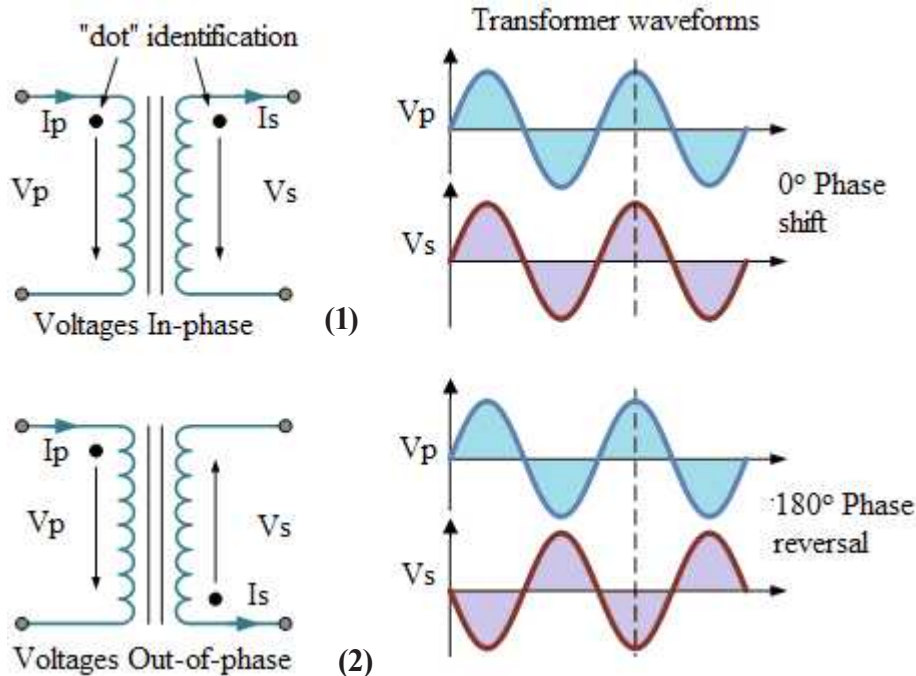 "dot" identification
Transformer waveforms
Ip
Is
Vp
Vs
Voltages In-phase
(1)
Vp
Vs
0° Phase
shift
Ip
Vp
Vs
Is
Voltages Out-of-phase
(2)
Vp
Vs
180° Phase
reversal